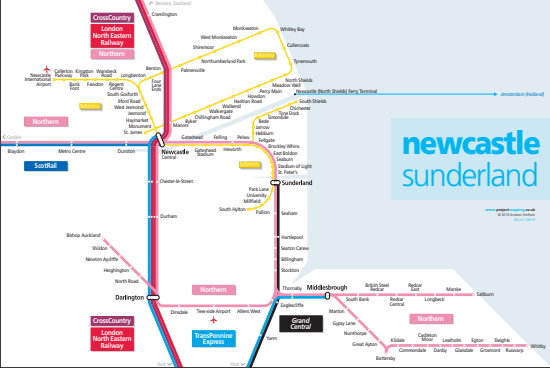 Berwick, Scotland
Cramlington
CrossCountry
London
North Eastern
Railway
Northern
Monkseaton
Whitley Bay
West Monkseaton
Cullercoats
Shiremoor
Northumberland Park
Tynemouth
Palmersville
Benton
Four
Lane
Ends
Longbenton
Newcastle
International
Airport
Callerton
Parkway
Kingston
Park
Wansbeck
Road
Bank
Foot
Fawdon
Regent
Centre
South Gosforth
Ilford Road
West Jesmond
Jesmond
Haymarket
Monument
St. James
North Shields
Meadow Well
Percy Main
Howdon
Hadrian Road
Wallsend
Walkergate
Chillingham Road
Byker
Manors
Newcastle (North Shields) Ferry Terminal
Amsterdam (Holland)
South Shields
Chichester
Tyne Dock
Simonside
Bede
Jarrow
Hebburn
Pelaw
Fellgate
Brockley Whins
East Boldon
Seaburn
Stadium of Light
St. Peter's
Northern
Carlisle
Blaydon
Metro Centre
Dunston
ScotRail
Newcastle
Central
Gateshead
Gateshead
Stadium
Felling
Heworth
Sunderland
Park Lane
University
Millfield
Pallion
South Hylton
newcastle
sunderland
www.projectmapping.co.uk
Chester-le-Street
Durham
Seaham
Hartlepool
Seaton Carew
Billingham
Stockton
Bishop Auckland
Shildon
Newton Aycliffe
Heighington
North Road
Darlington
Northern
Dinsdale
Teesside Airport
Allens West
Eaglescliffe
Thornaby
Middlesbrough
South Bank
British Steel
Redcar
Redcar
Central
Redcar
East
Longbeck
Marske
Saltburn
Northern
Marton
Gypsy Lane
Nunthorpe
Great Ayton
Battersby
Kildale
Commondale
Castleton
Moor
Danby
Lealholm
Glaisdale
Egton
Grosmont
Sleights
Ruswarp
Whitby
CrossCountry
London
North Eastern
Railway
TransPennine
Express
Grand
Central
Yarm
York
York